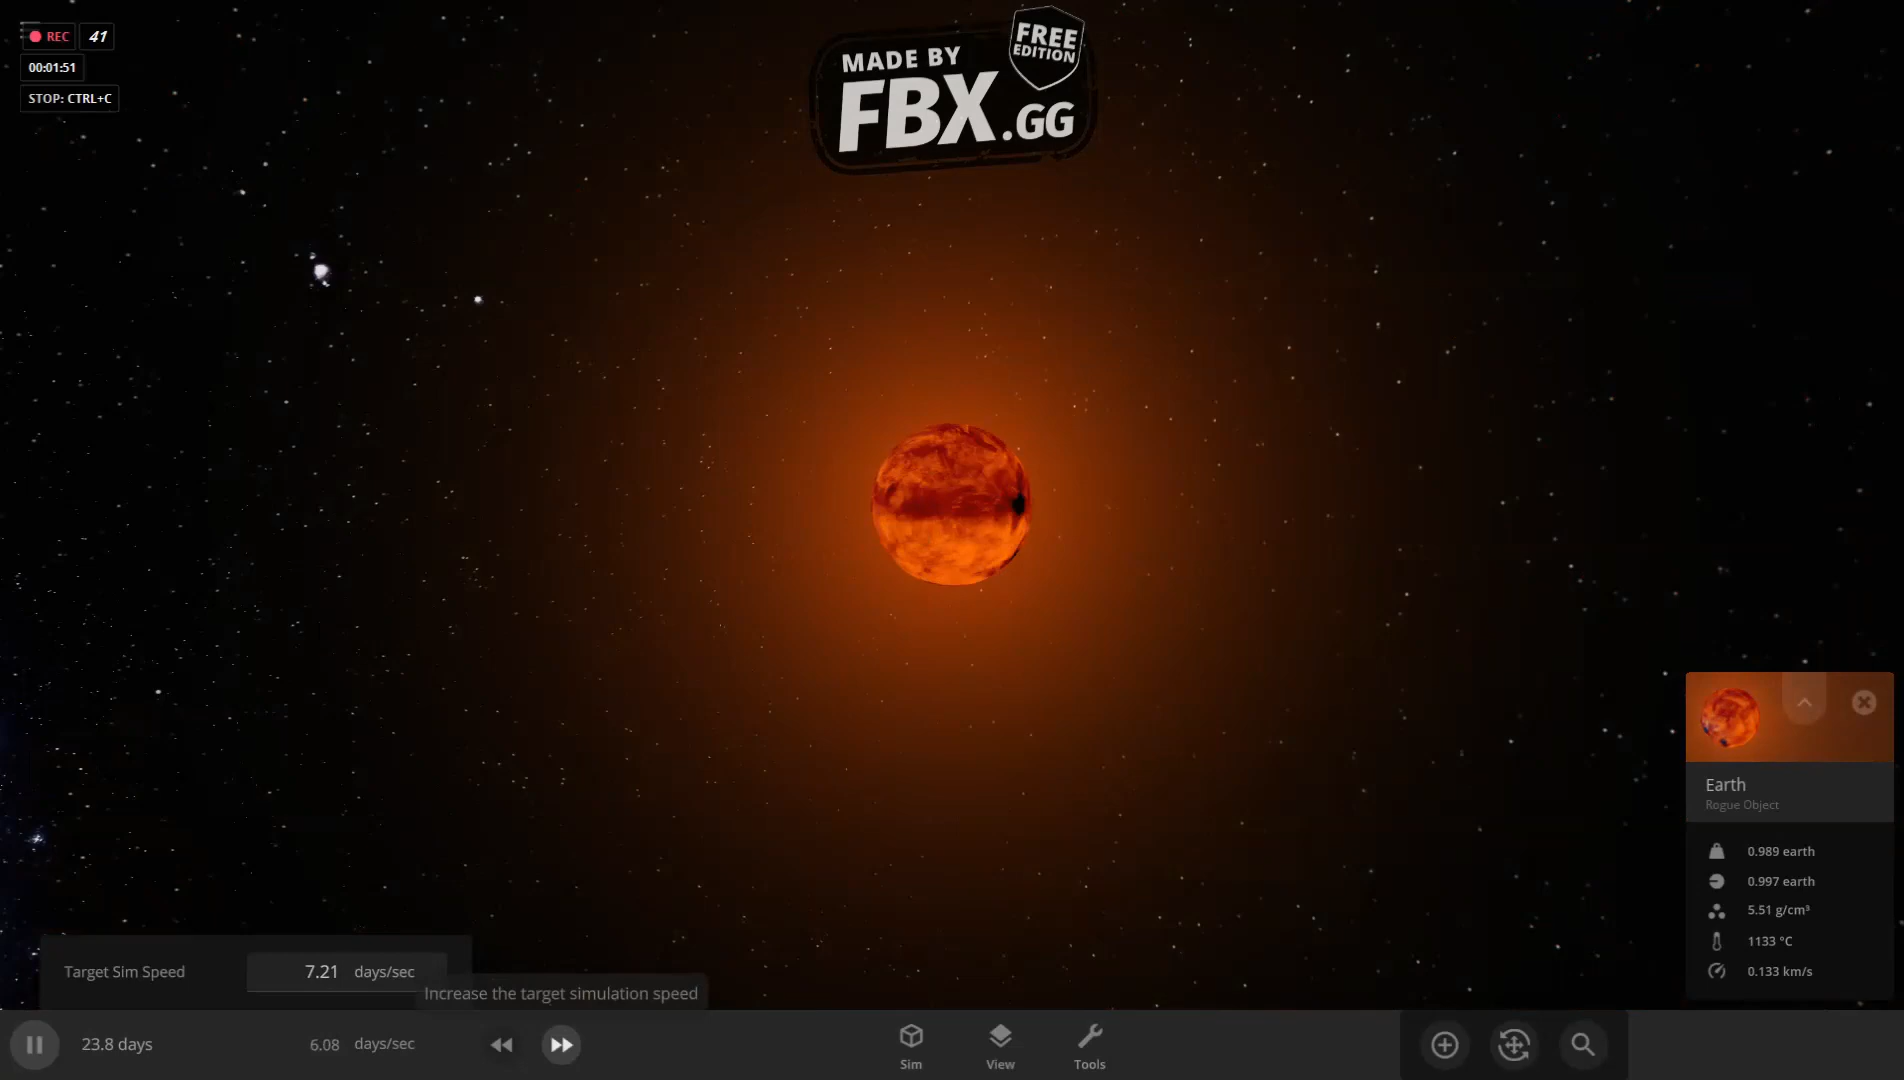 REC 41
00:01:51
STOP: CTRL+C
MADE BY
FBX.GG
FREE
EDITION
Earth
Rogue Object
0.989 earth
0.997 earth
5.51 g/cm³
1133 °C
0.133 km/s
Target Sim Speed 7.21 days/sec
Increase the target simulation speed
23.8 days 6.08 days/sec
Sim View Tools